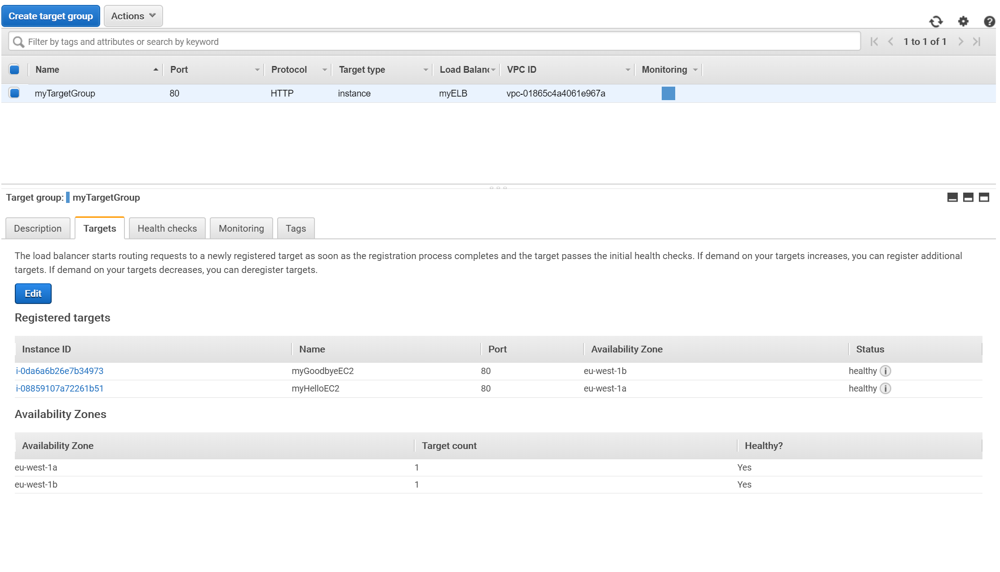 Create target group Actions
Filter by tags and attributes or search by keyword 1 to 1 of 1
Name Port Protocol Target type Load Balanc VPC ID Monitoring
myTargetGroup 80 HTTP instance myELB vpc-01865c4a4061e967a
Target group: myTargetGroup
Description Targets Health checks Monitoring Tags
The load balancer starts routing requests to a newly registered target as soon as the registration process completes and the target passes the initial health checks. If demand on your targets increases, you can register additional
targets. If demand on your targets decreases, you can deregister targets.
Edit
Registered targets
Instance ID Name Port Availability Zone Status
i-0da6a6b26e7b34973 myGoodbyeEC2 80 eu-west-1b healthy
i-08859107a72261b51 myHelloEC2 80 eu-west-1a healthy
Availability Zones
Availability Zone Target count Healthy?
eu-west-1a 1 Yes
eu-west-1b 1 Yes